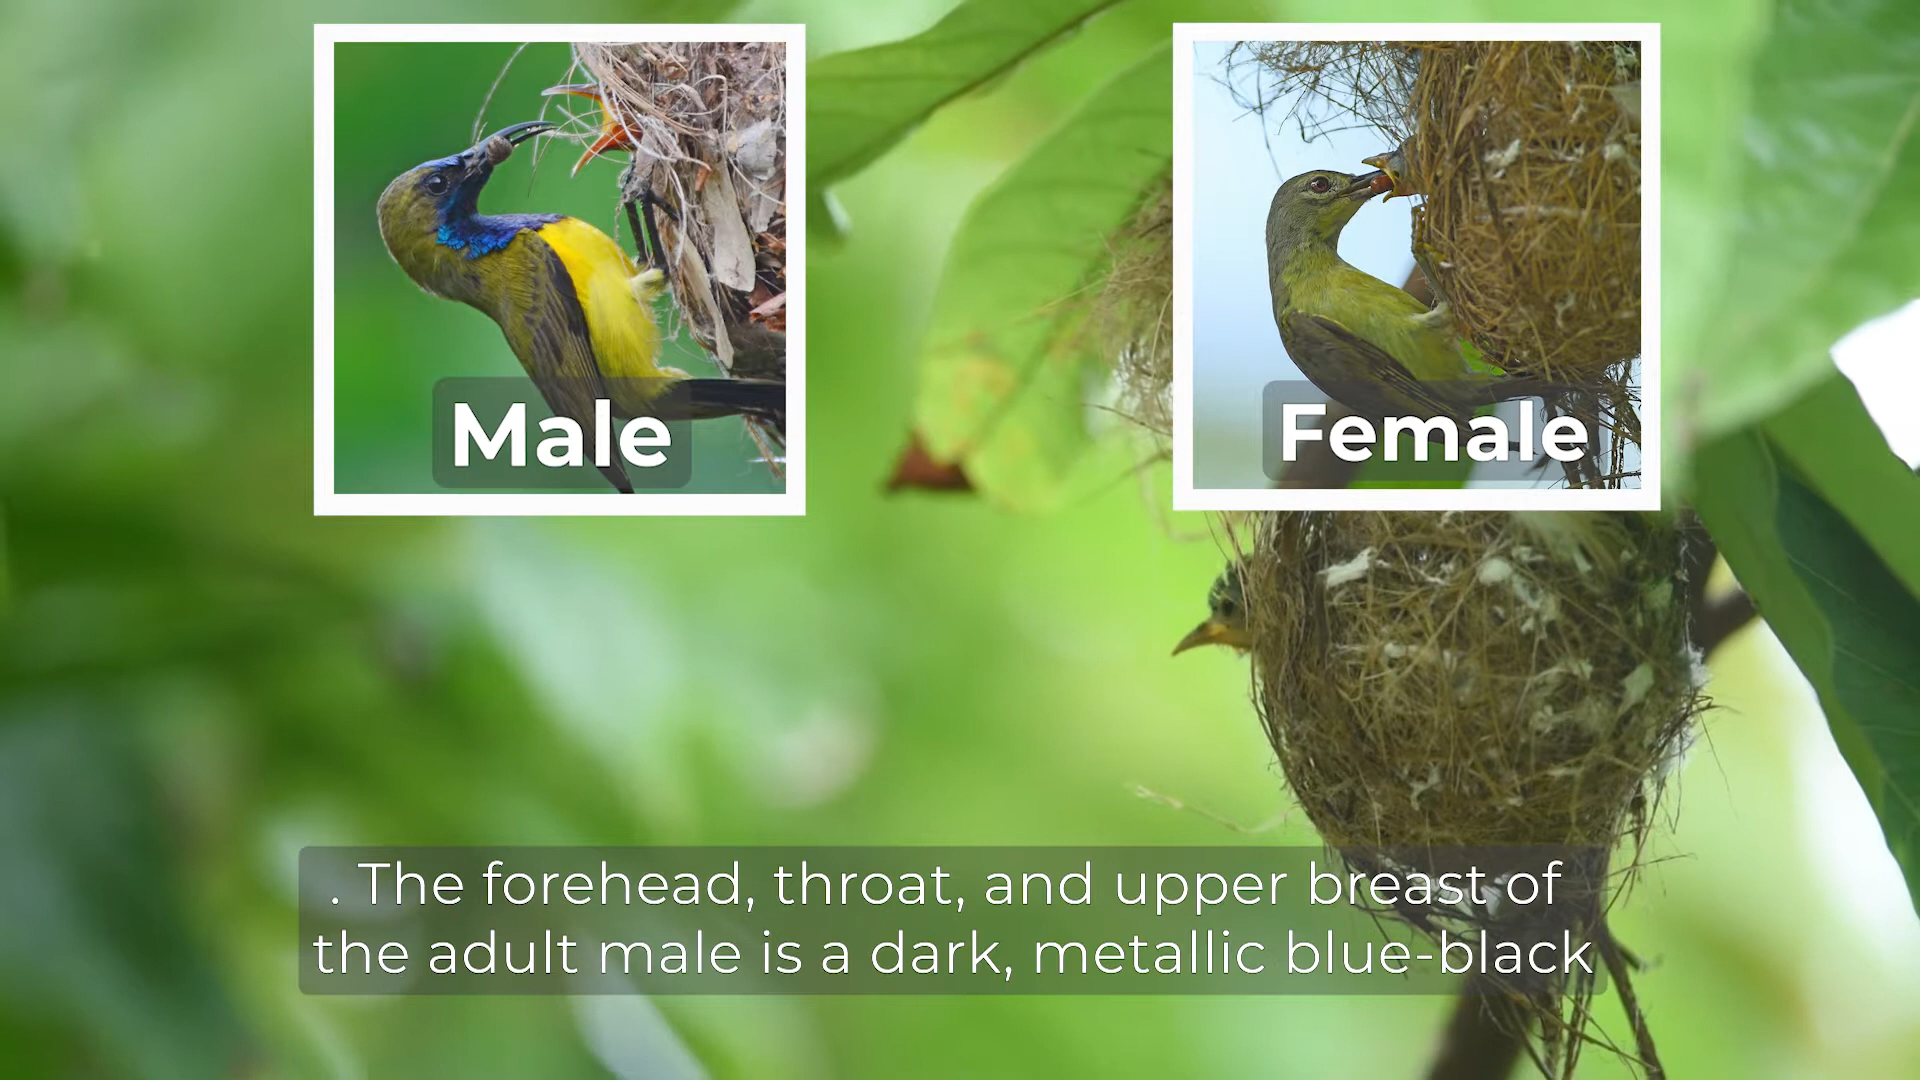 Male
Female
. The forehead, throat, and upper breast of
the adult male is a dark, metallic blue-black